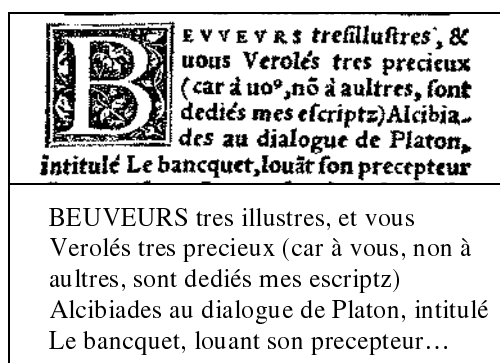 BEVVEVRS treſilluſtres, &
uous Verolés tres precieux
(car à uoꝰ,nõ à aultres, ſont
dediés mes eſcriptz)Alcibia-
des au dialogue de Platon,
intitulé Le bancquet,louãt ſon precepteur
BEUVEURS tres illustres, et vous
Verolés tres precieux (car à vous, non à
aultres, sont dediés mes escriptz)
Alcibiades au dialogue de Platon, intitulé
Le bancquet, louant son precepteur…